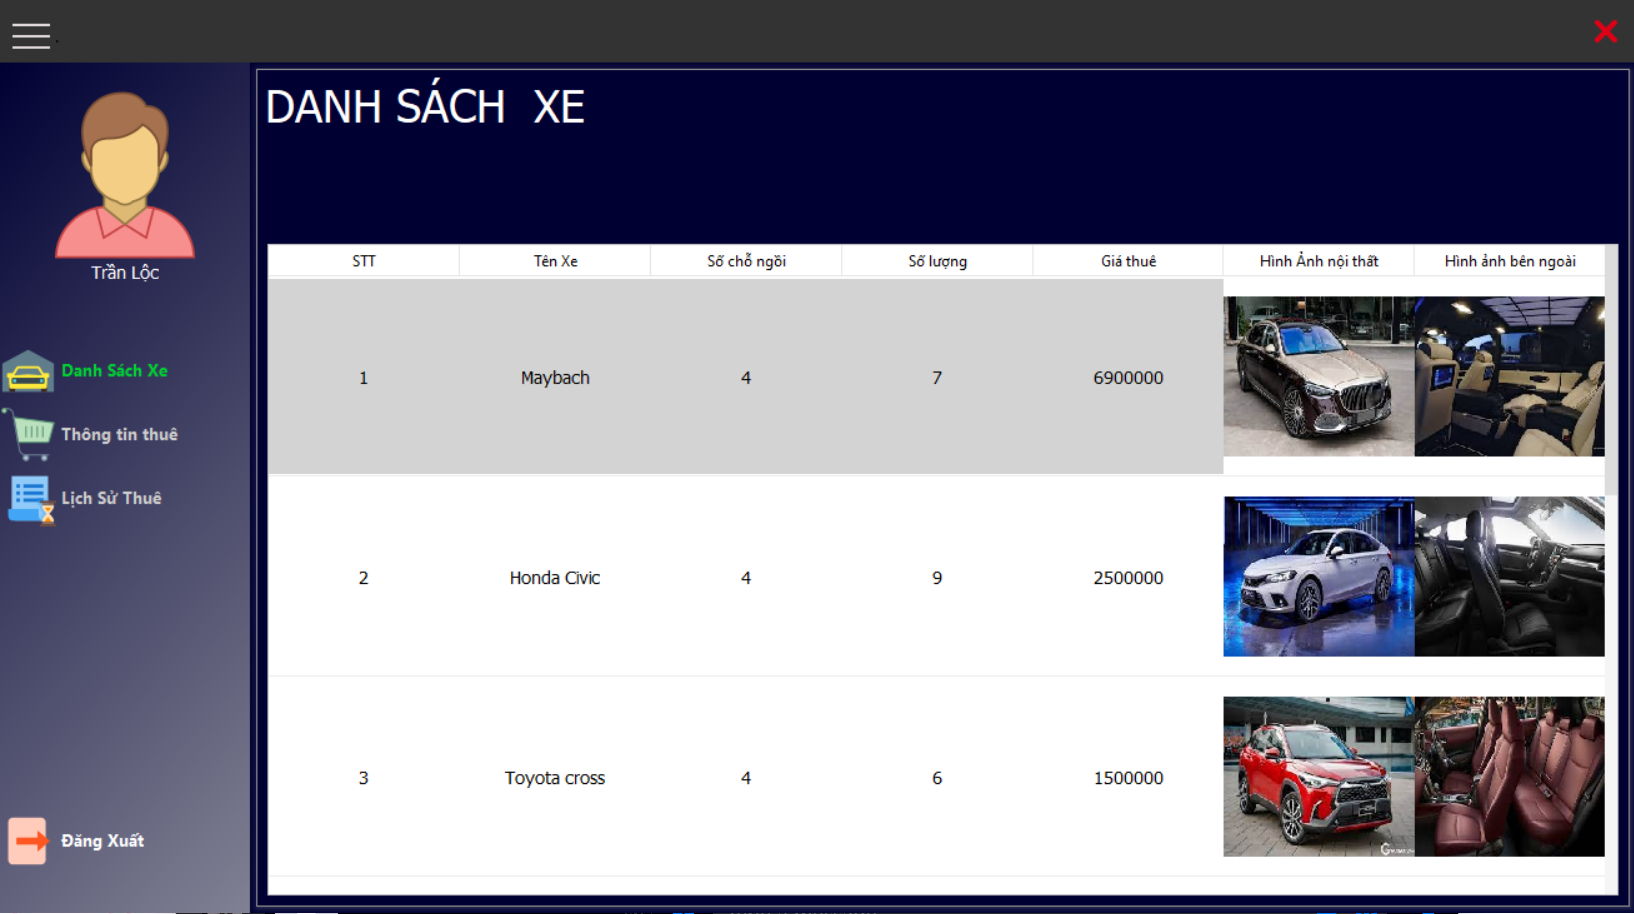 DANH SÁCH XE
Trần Lộc
Danh Sách Xe
Thông tin thuê
Lịch Sử Thuê
Đăng Xuất
STT Tên Xe Số chỗ ngồi Số lượng Giá thuê Hình Ảnh nội thất Hình ảnh bên ngoài
1 Maybach 4 7 6900000
2 Honda Civic 4 9 2500000
3 Toyota cross 4 6 1500000